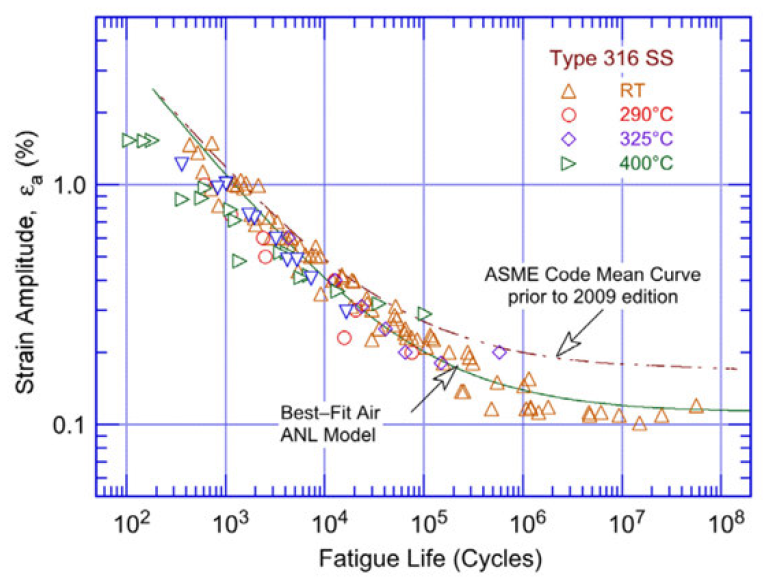 Type 316 SS
RT
290°C
325°C
400°C
Strain Amplitude, εa (%)
1.0
0.1
ASME Code Mean Curve
prior to 2009 edition
Best–Fit Air
ANL Model
10² 10³ 10⁴ 10⁵ 10⁶ 10⁷ 10⁸
Fatigue Life (Cycles)